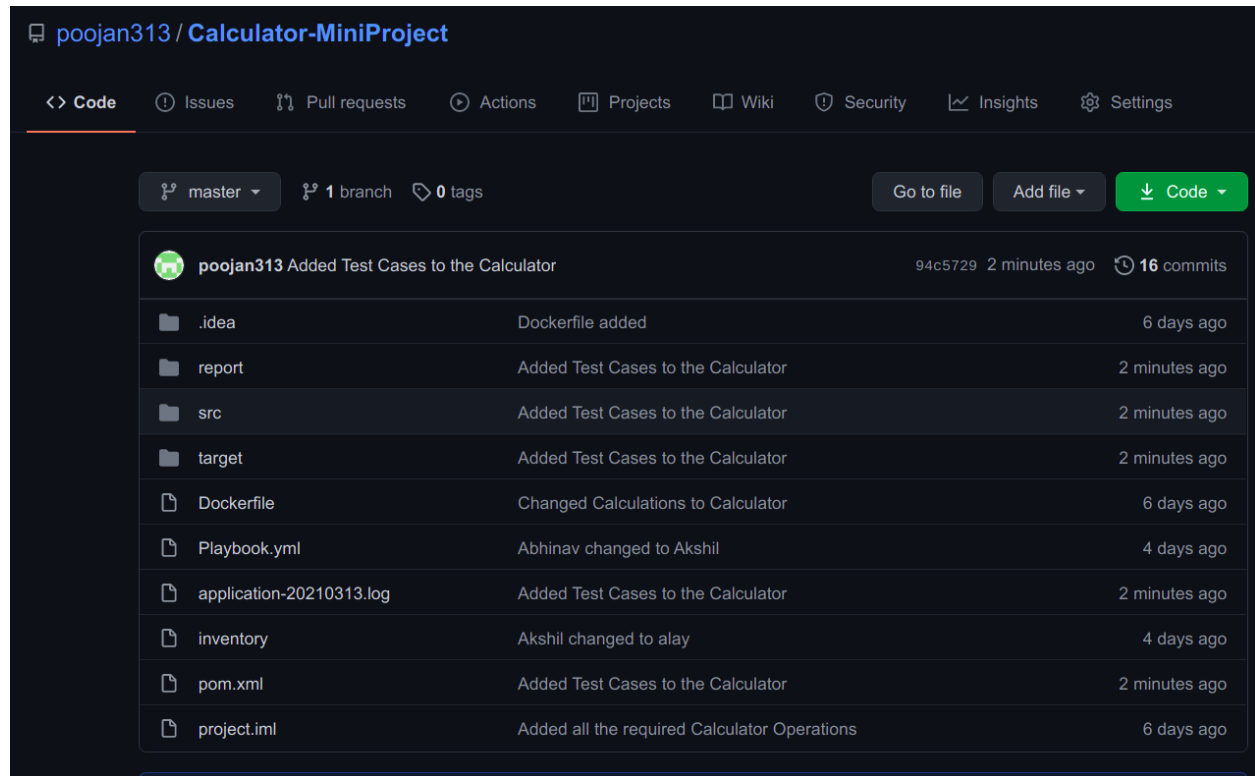 poojan313 / Calculator-MiniProject
<> Code Issues Pull requests Actions Projects Wiki Security Insights Settings
master 1 branch 0 tags Go to file Add file Code
poojan313 Added Test Cases to the Calculator 94c5729 2 minutes ago 16 commits
.idea Dockerfile added 6 days ago
report Added Test Cases to the Calculator 2 minutes ago
src Added Test Cases to the Calculator 2 minutes ago
target Added Test Cases to the Calculator 2 minutes ago
Dockerfile Changed Calculations to Calculator 6 days ago
Playbook.yml Abhinav changed to Akshil 4 days ago
application-20210313.log Added Test Cases to the Calculator 2 minutes ago
inventory Akshil changed to alay 4 days ago
pom.xml Added Test Cases to the Calculator 2 minutes ago
project.iml Added all the required Calculator Operations 6 days ago